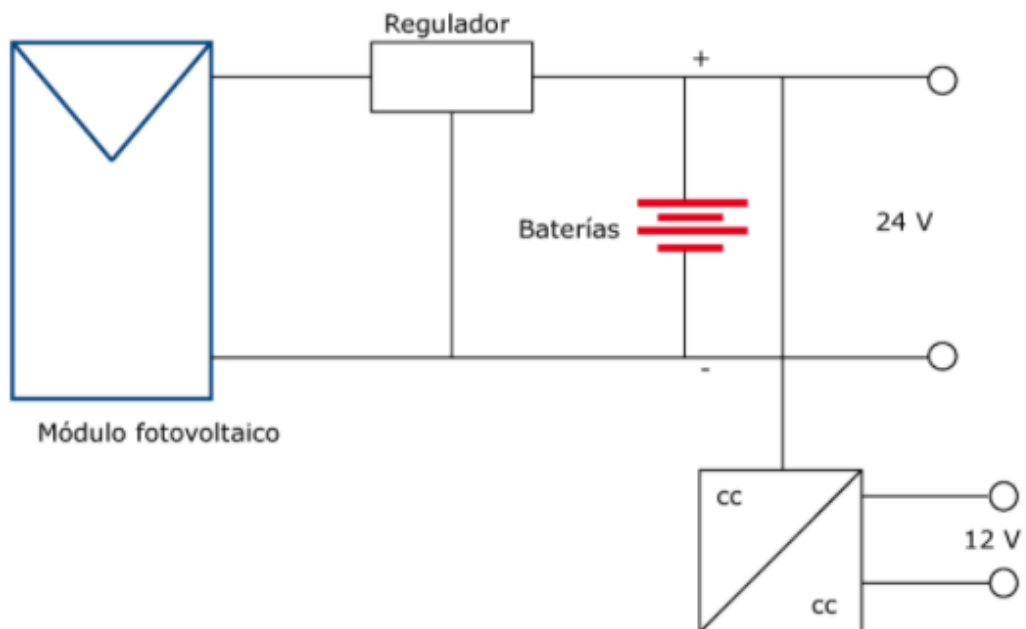 Regulador
+
Baterías
24 V
-
Módulo fotovoltaico
cc
12 V
cc